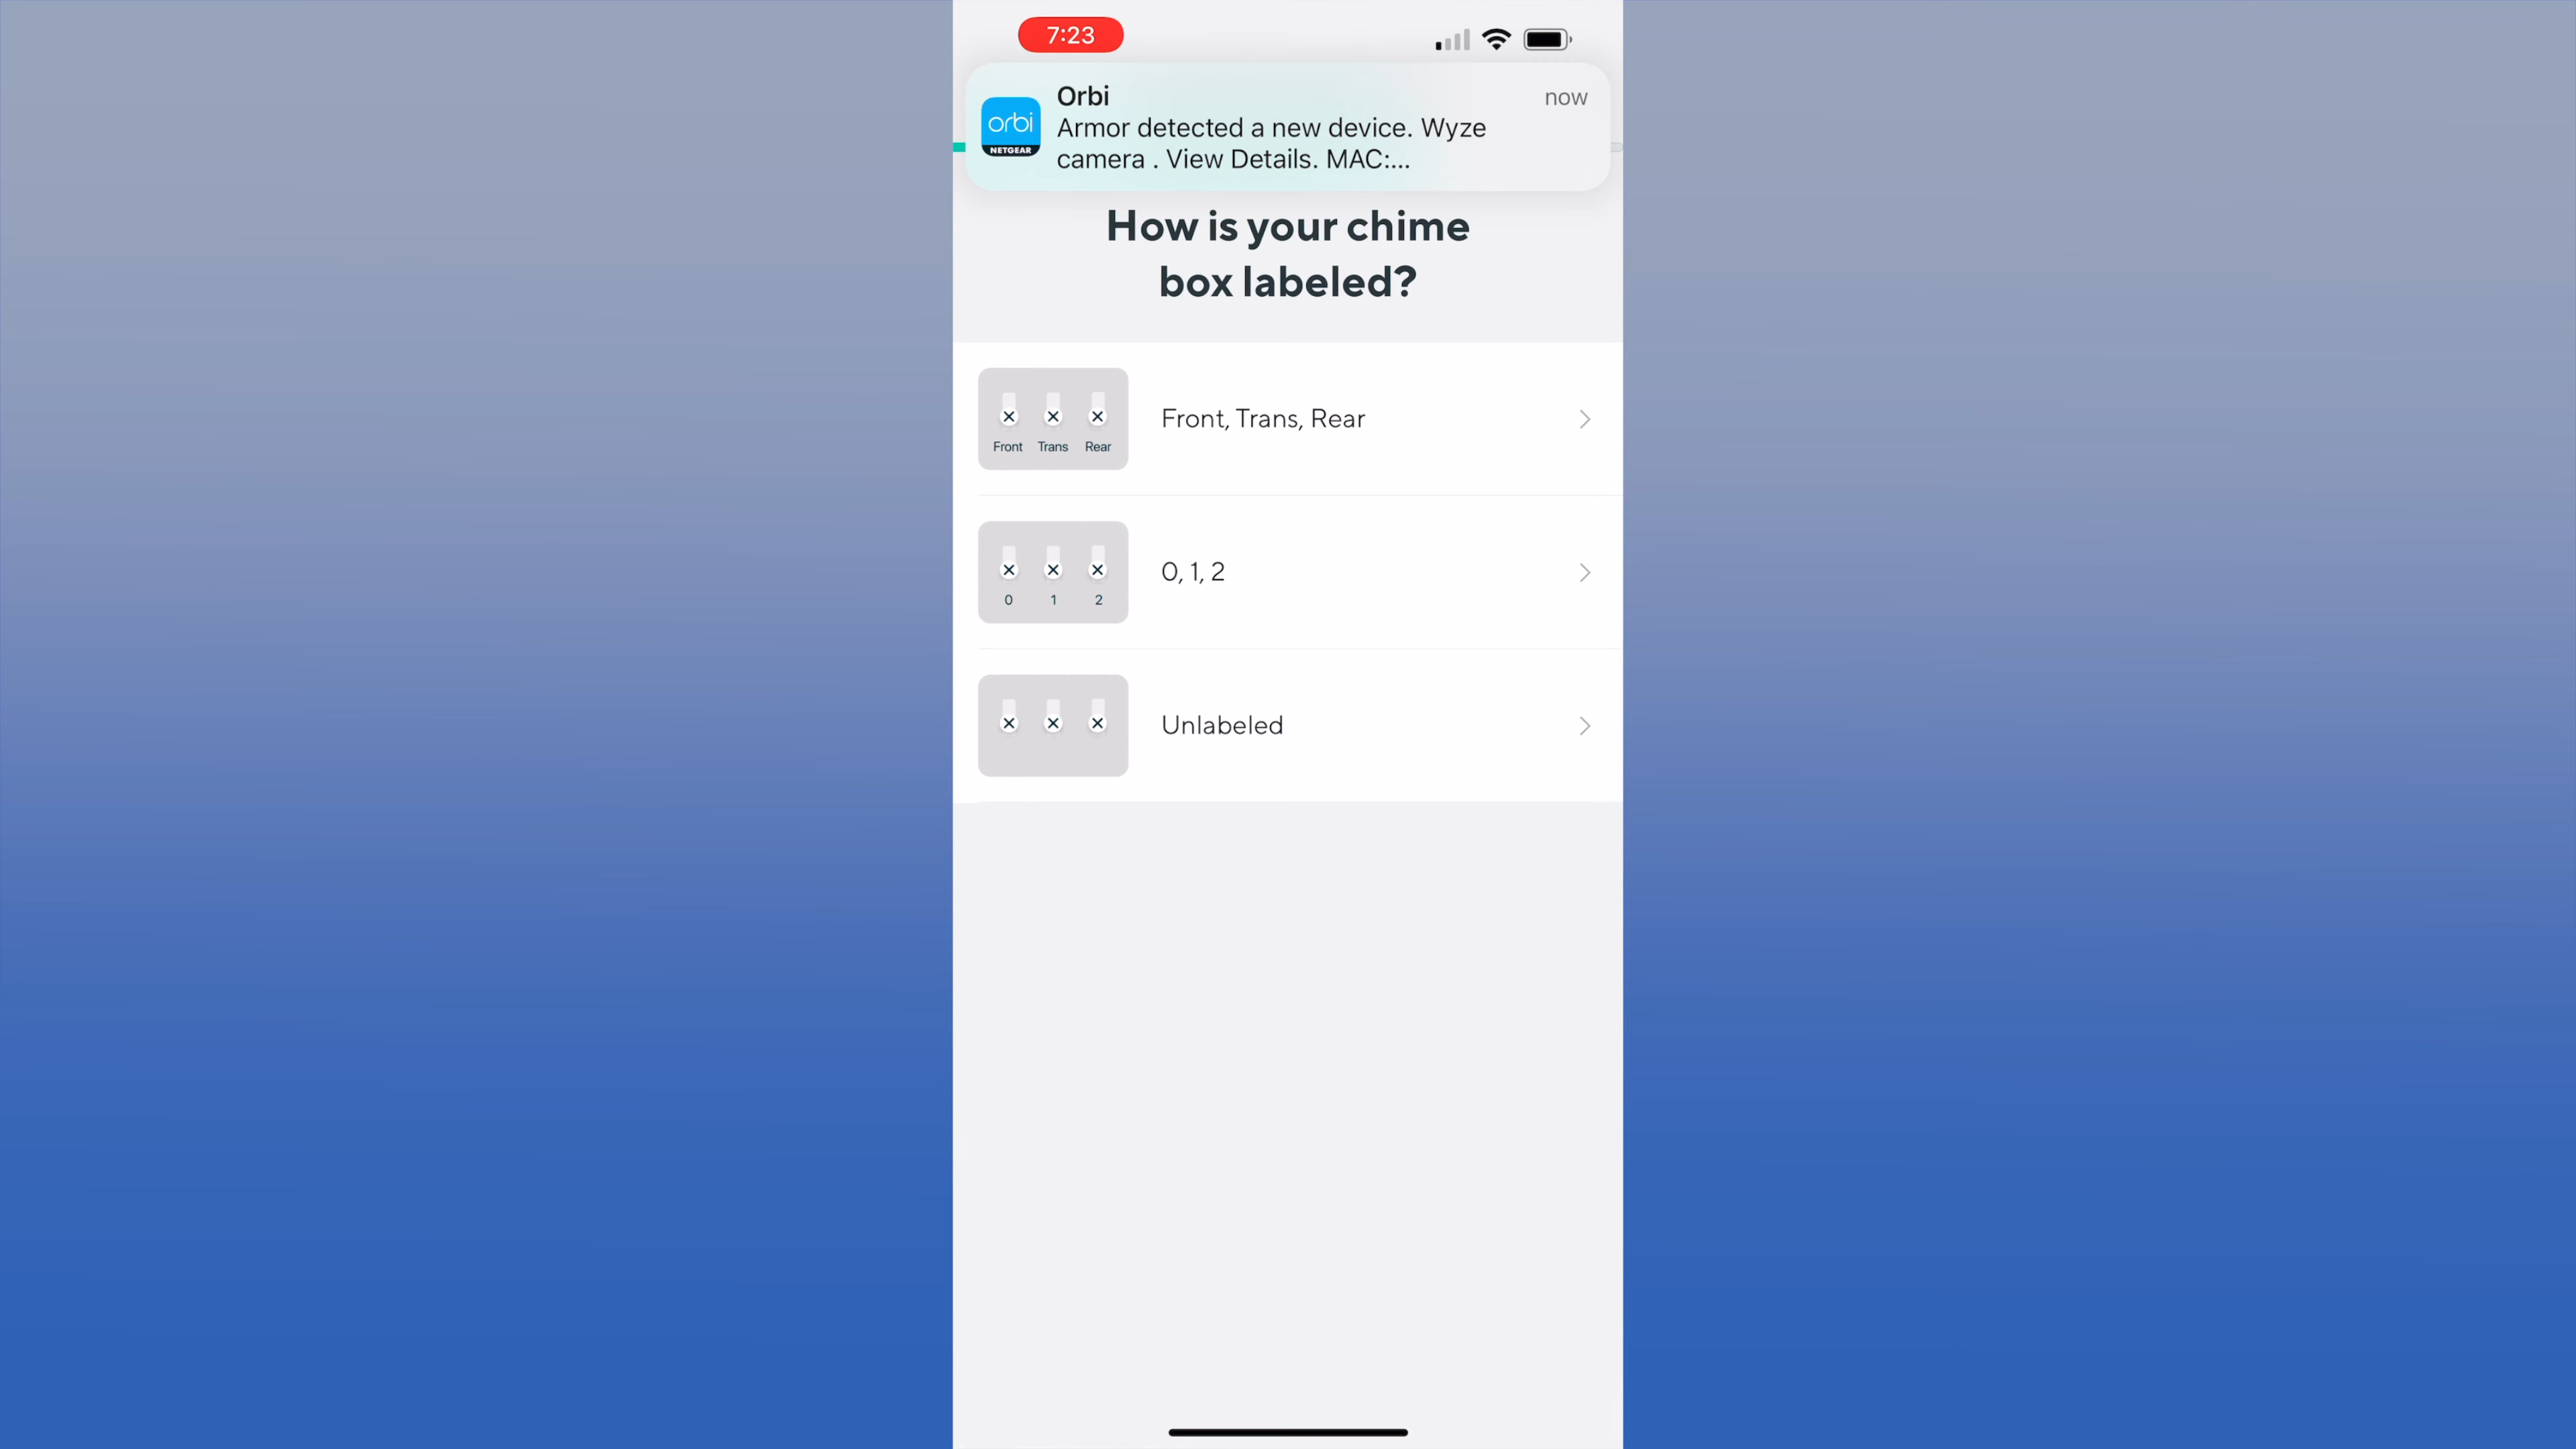 7:23
Orbi
now
orbi
NETGEAR
Armor detected a new device. Wyze
camera . View Details. MAC:...
How is your chime
box labeled?
Front Trans Rear
Front, Trans, Rear
0 1 2
0, 1, 2
Unlabeled